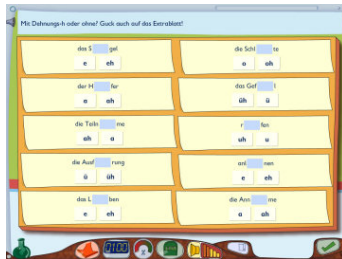 Mit Dehnungs-h oder ohne? Guck auch auf das Extrablatt!
das S gel
e eh
die Schl te
der H fer
a ah
das Gef l
üh ü
die Teiln me
ah a
r fen
uh u
die Ausf rung
ü üh
anl nen
e eh
das L ben
e eh
die Ann me
a ah